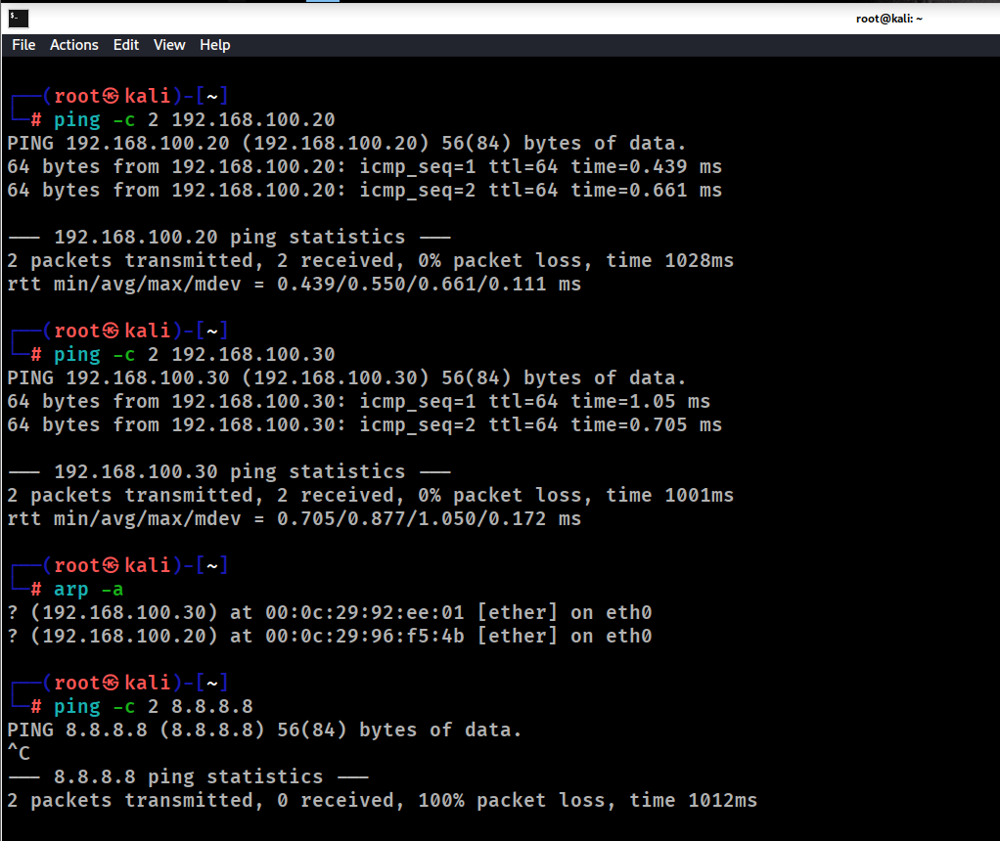 root@kali: ~
File Actions Edit View Help
┌──(root㉿kali)-[~]
└─# ping -c 2 192.168.100.20
PING 192.168.100.20 (192.168.100.20) 56(84) bytes of data.
64 bytes from 192.168.100.20: icmp_seq=1 ttl=64 time=0.439 ms
64 bytes from 192.168.100.20: icmp_seq=2 ttl=64 time=0.661 ms
--- 192.168.100.20 ping statistics ---
2 packets transmitted, 2 received, 0% packet loss, time 1028ms
rtt min/avg/max/mdev = 0.439/0.550/0.661/0.111 ms
┌──(root㉿kali)-[~]
└─# ping -c 2 192.168.100.30
PING 192.168.100.30 (192.168.100.30) 56(84) bytes of data.
64 bytes from 192.168.100.30: icmp_seq=1 ttl=64 time=1.05 ms
64 bytes from 192.168.100.30: icmp_seq=2 ttl=64 time=0.705 ms
--- 192.168.100.30 ping statistics ---
2 packets transmitted, 2 received, 0% packet loss, time 1001ms
rtt min/avg/max/mdev = 0.705/0.877/1.050/0.172 ms
┌──(root㉿kali)-[~]
└─# arp -a
? (192.168.100.30) at 00:0c:29:92:ee:01 [ether] on eth0
? (192.168.100.20) at 00:0c:29:96:f5:4b [ether] on eth0
┌──(root㉿kali)-[~]
└─# ping -c 2 8.8.8.8
PING 8.8.8.8 (8.8.8.8) 56(84) bytes of data.
^C
--- 8.8.8.8 ping statistics ---
2 packets transmitted, 0 received, 100% packet loss, time 1012ms